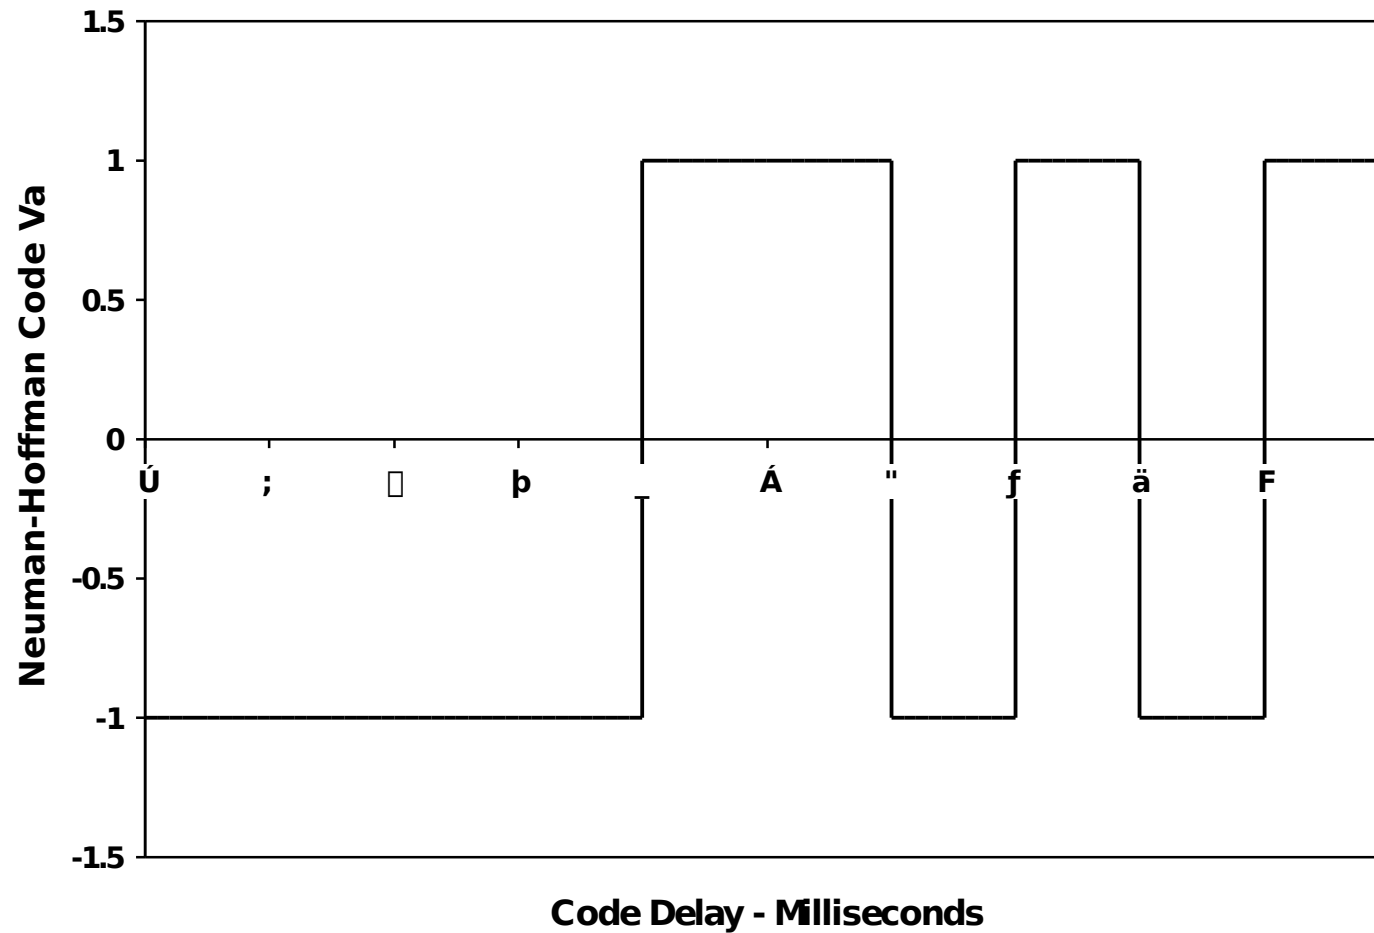 1.5
1
0.5
0
Ú ; þ _ Á " ƒ ä F
-0.5
-1
-1.5
Neuman-Hoffman Code Va
Code Delay - Milliseconds